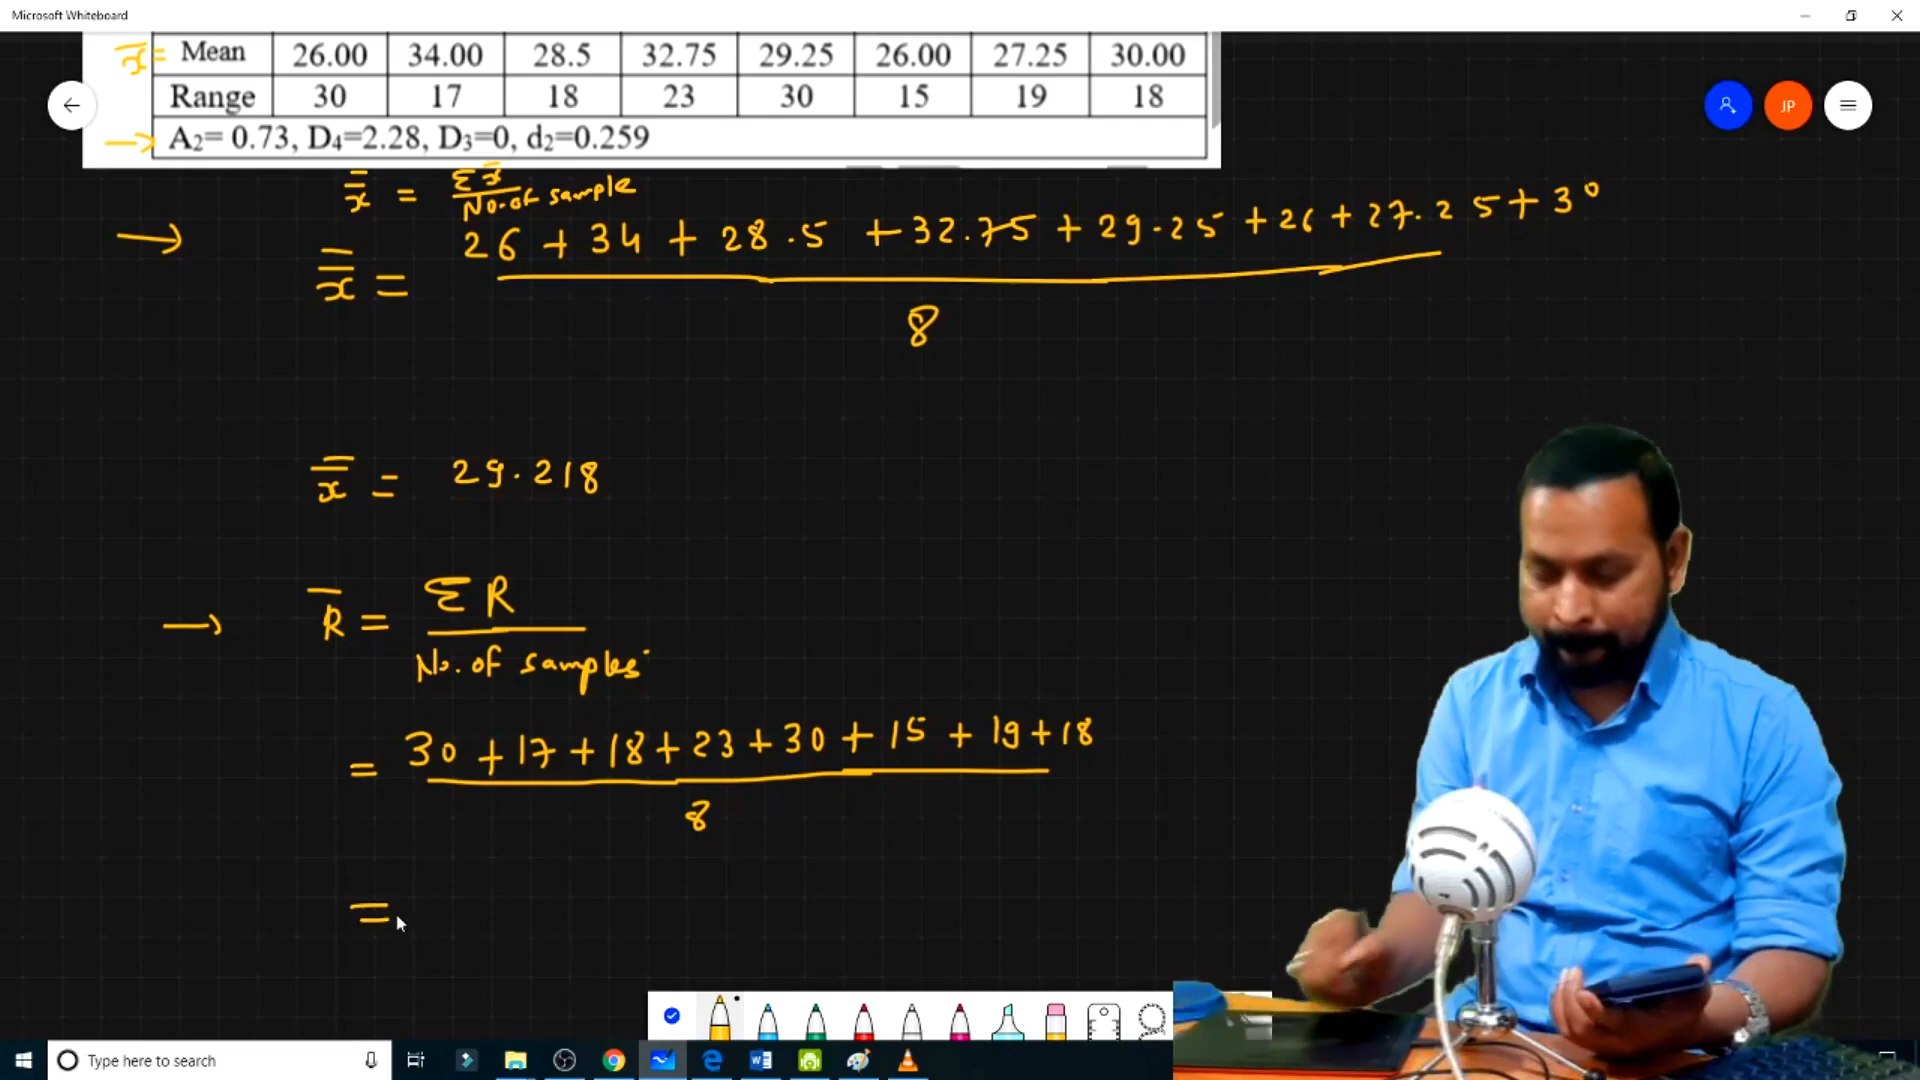 Microsoft Whiteboard
x̄ = Mean 26.00 34.00 28.5 32.75 29.25 26.00 27.25 30.00
Range 30 17 18 23 30 15 19 18
→ A₂= 0.73, D₄=2.28, D₃=0, d₂=0.259
JP
x̿ = Σx̄ / No. of sample
→ x̿ = 26 + 34 + 28.5 + 32.75 + 29.25 + 26 + 27.25 + 30
8
x̿ = 29.218
→ R̄ = Σ R
No. of samples
= 30 + 17 + 18 + 23 + 30 + 15 + 19 + 18
8
=
Type here to search